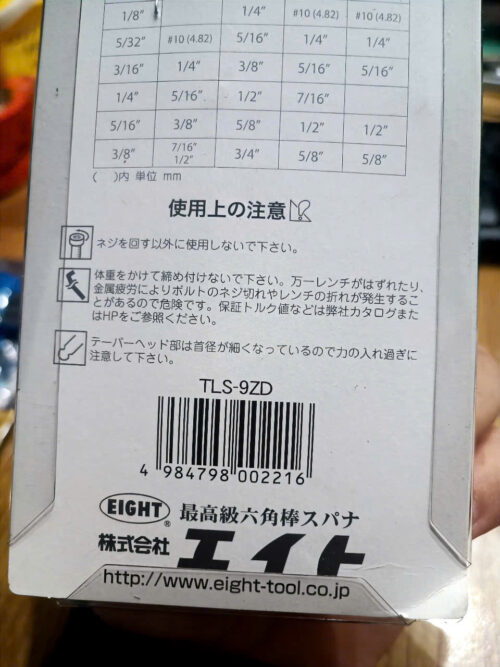 1/8″ 1/4″ #10 (4.82) #10 (4.82)
5/32″ #10 (4.82) 5/16″ 1/4″ 1/4″
3/16″ 1/4″ 3/8″ 5/16″ 5/16″
1/4″ 5/16″ 1/2″ 7/16″
5/16″ 3/8″ 5/8″ 1/2″ 1/2″
3/8″ 7/16″ 1/2″ 3/4″ 5/8″ 5/8″
( )内 単位 mm
使用上の注意
ネジを回す以外に使用しないで下さい。
体重をかけて締め付けないで下さい。万一レンチがはずれたり、
金属疲労によりボルトのネジ切れやレンチの折れが発生するこ
とがあるので危険です。保証トルク値などは弊社カタログまた
はHPをご参照ください。
テーパーヘッド部は首径が細くなっているので力の入れ過ぎに
注意して下さい。
TLS-9ZD
4 984798 002216
EIGHT ® 最高級六角棒スパナ
株式会社 エイト
http://www.eight-tool.co.jp